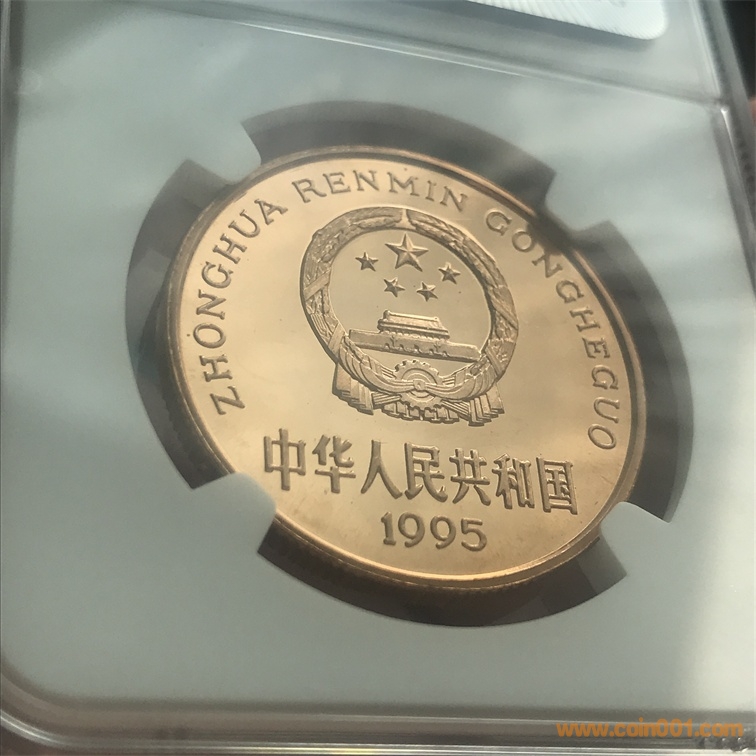 ZHONGHUA RENMIN GONGHEGUO
中华人民共和国
1995
www.coin001.com